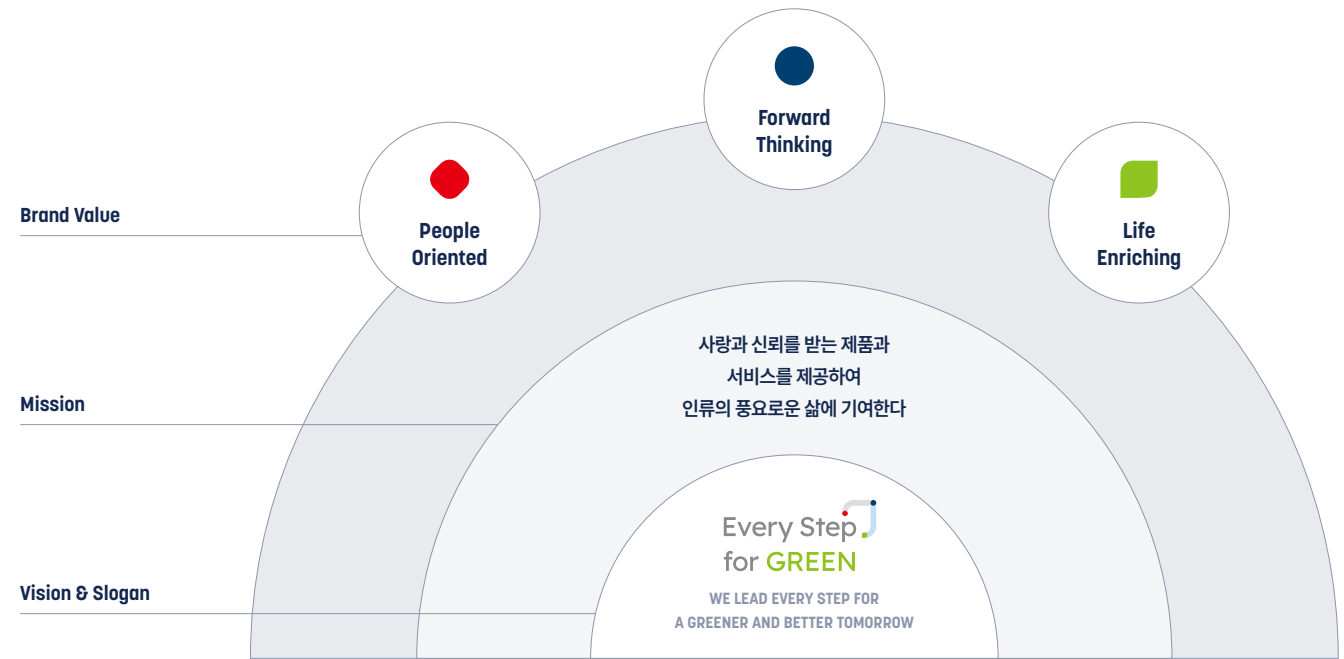 Forward
Thinking
People
Oriented
Life
Enriching
Brand Value
사랑과 신뢰를 받는 제품과
서비스를 제공하여
인류의 풍요로운 삶에 기여한다
Mission
Every Step
for GREEN
WE LEAD EVERY STEP FOR
A GREENER AND BETTER TOMORROW
Vision & Slogan